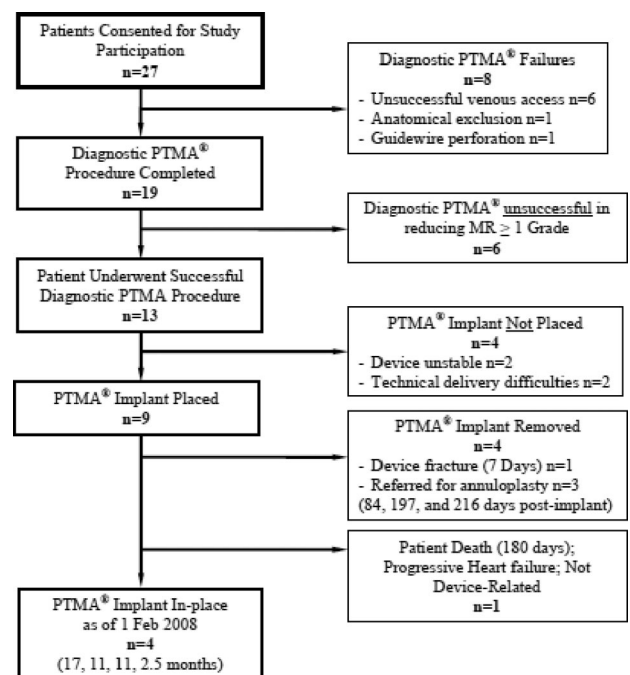 Patients Consented for Study
Participation
n=27
Diagnostic PTMA® Failures
n=8
- Unsuccessful venous access n=6
- Anatomical exclusion n=1
- Guidewire perforation n=1
Diagnostic PTMA®
Procedure Completed
n=19
Diagnostic PTMA® unsuccessful in
reducing MR ≥ 1 Grade
n=6
Patient Underwent Successful
Diagnostic PTMA Procedure
n=13
PTMA® Implant Not Placed
n=4
- Device unstable n=2
- Technical delivery difficulties n=2
PTMA® Implant Placed
n=9
PTMA® Implant Removed
n=4
- Device fracture (7 Days) n=1
- Referred for annuloplasty n=3
(84, 197, and 216 days post-implant)
Patient Death (180 days);
Progressive Heart failure; Not
Device-Related
n=1
PTMA® Implant In-place
as of 1 Feb 2008
n=4
(17, 11, 11, 2.5 months)